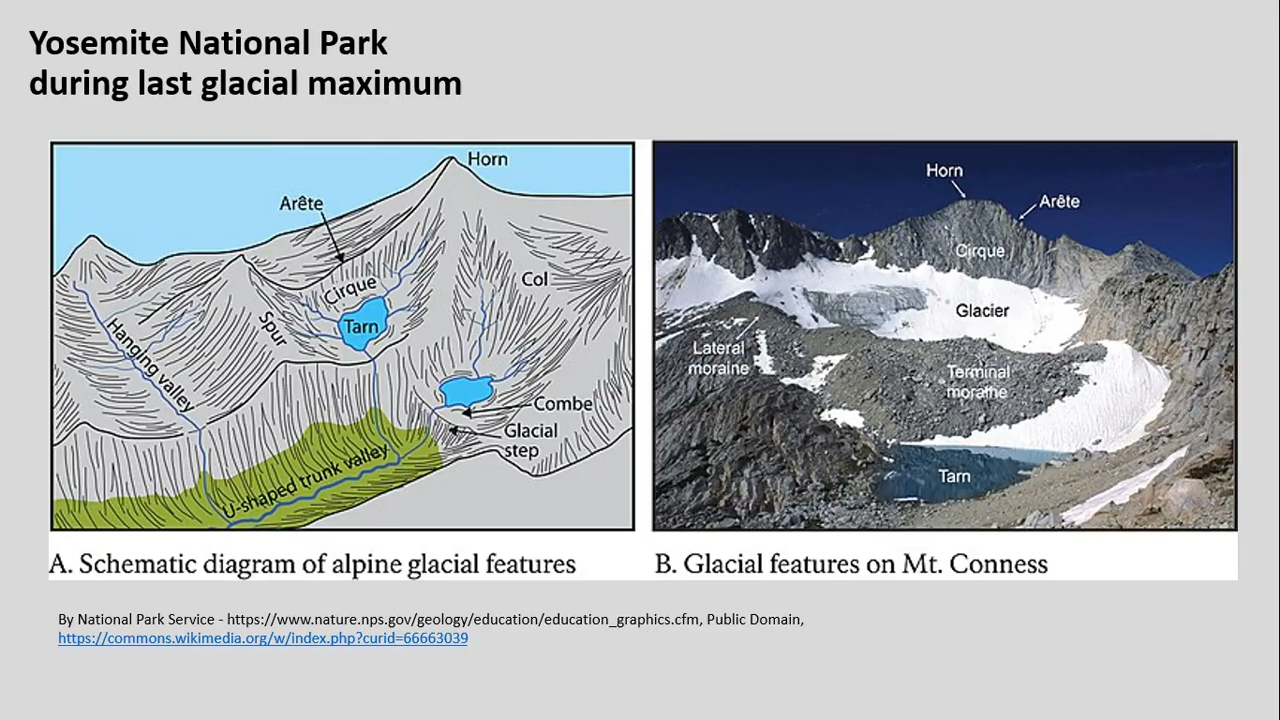 Yosemite National Park
during last glacial maximum
Horn
Arête
Cirque
Col
Tarn
Spur
Hanging valley
Combe
Glacial
step
U-shaped trunk valley
Horn
Arête
Cirque
Glacier
Lateral
moraine
Terminal
moraine
Tarn
A. Schematic diagram of alpine glacial features
B. Glacial features on Mt. Conness
By National Park Service - https://www.nature.nps.gov/geology/education/education_graphics.cfm, Public Domain,
https://commons.wikimedia.org/w/index.php?curid=66663039